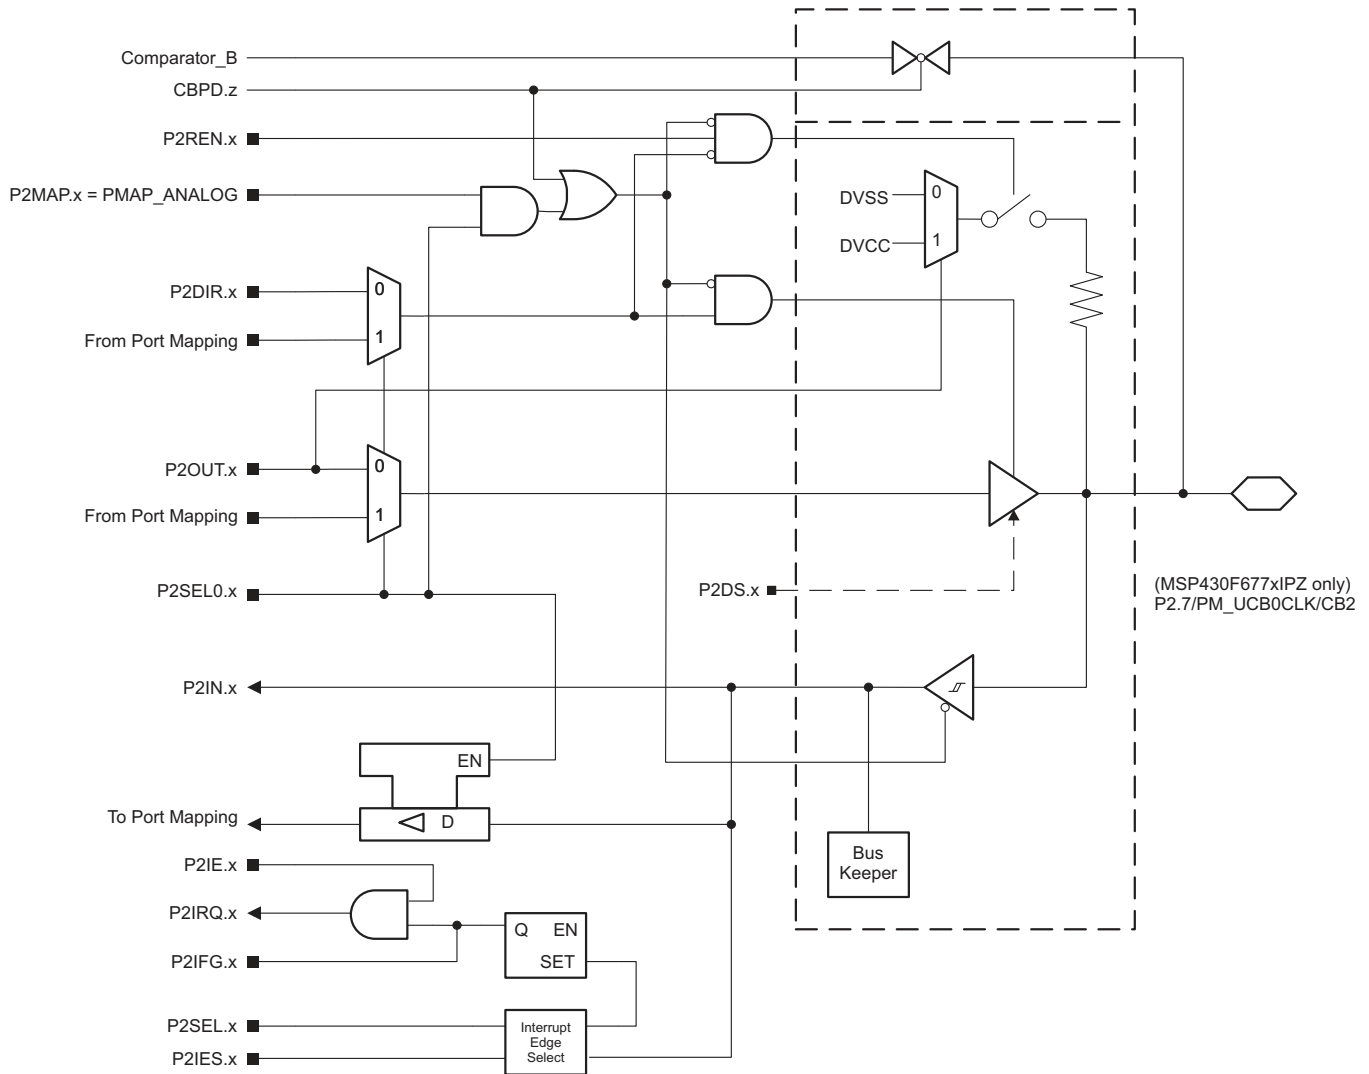 Comparator_B
CBPD.z
P2REN.x
P2MAP.x = PMAP_ANALOG
DVSS
0
DVCC
1
P2DIR.x
0
From Port Mapping
1
P2OUT.x
0
From Port Mapping
1
P2SEL0.x
P2DS.x
(MSP430F677xIPZ only)
P2.7/PM_UCB0CLK/CB2
P2IN.x
EN
To Port Mapping
D
Bus
Keeper
P2IE.x
P2IRQ.x
Q EN
SET
P2IFG.x
P2SEL.x
Interrupt
Edge
Select
P2IES.x